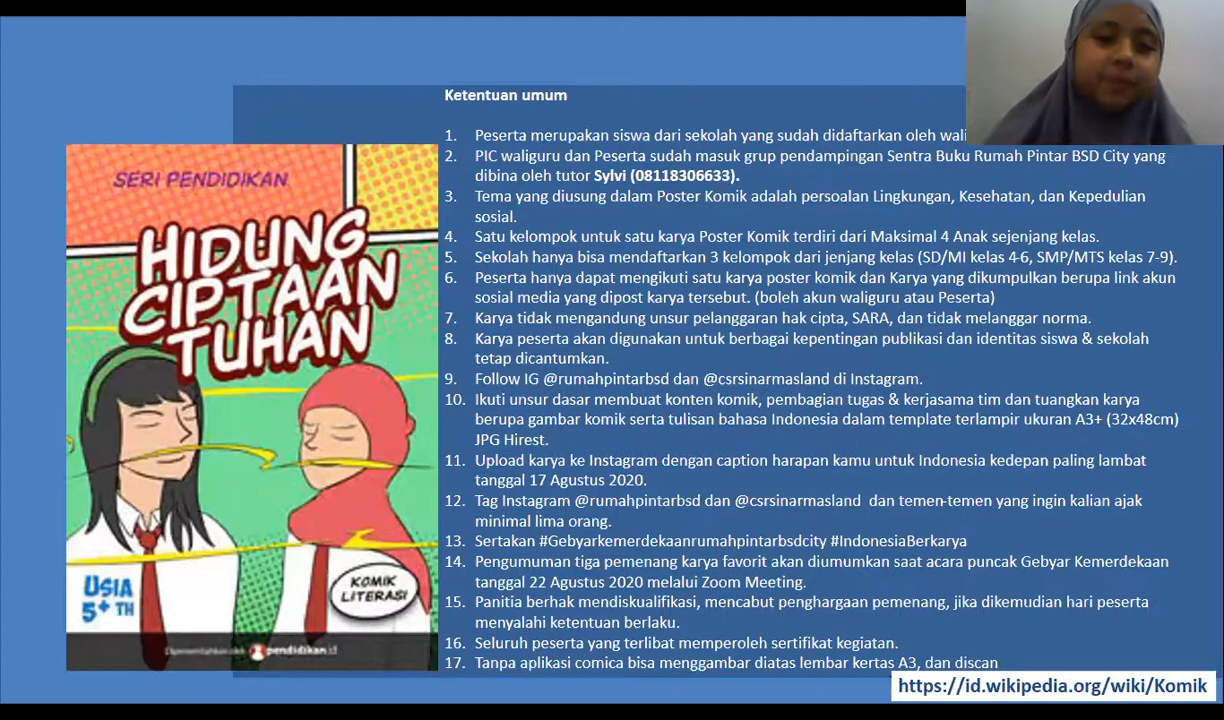 Ketentuan umum
1. Peserta merupakan siswa dari sekolah yang sudah didaftarkan oleh
2. PIC waliguru dan Peserta sudah masuk grup pendampingan Sentra Buku Rumah Pintar BSD City yang
dibina oleh tutor Sylvi (08118306633).
3. Tema yang diusung dalam Poster Komik adalah persoalan Lingkungan, Kesehatan, dan Kepedulian
sosial.
4. Satu kelompok untuk satu karya Poster Komik terdiri dari Maksimal 4 Anak sejenjang kelas.
5. Sekolah hanya bisa mendaftarkan 3 kelompok dari jenjang kelas (SD/MI kelas 4-6, SMP/MTS kelas 7-9).
6. Peserta hanya dapat mengikuti satu karya poster komik dan Karya yang dikumpulkan berupa link akun
sosial media yang dipost karya tersebut. (boleh akun waliguru atau Peserta)
7. Karya tidak mengandung unsur pelanggaran hak cipta, SARA, dan tidak melanggar norma.
8. Karya peserta akan digunakan untuk berbagai kepentingan publikasi dan identitas siswa & sekolah
tetap dicantumkan.
9. Follow IG @rumahpintarbsd dan @csrsinarmasland di Instagram.
10. Ikuti unsur dasar membuat konten komik, pembagian tugas & kerjasama tim dan tuangkan karya
berupa gambar komik serta tulisan bahasa Indonesia dalam template terlampir ukuran A3+ (32x48cm)
JPG Hirest.
11. Upload karya ke Instagram dengan caption harapan kamu untuk Indonesia kedepan paling lambat
tanggal 17 Agustus 2020.
12. Tag Instagram @rumahpintarbsd dan @csrsinarmasland dan temen-temen yang ingin kalian ajak
minimal lima orang.
13. Sertakan #Gebyarkemerdekaanrumahpintarbsdcity #IndonesiaBerkarya
14. Pengumuman tiga pemenang karya favorit akan diumumkan saat acara puncak Gebyar Kemerdekaan
tanggal 22 Agustus 2020 melalui Zoom Meeting.
15. Panitia berhak mendiskualifikasi, mencabut penghargaan pemenang, jika dikemudian hari peserta
menyalahi ketentuan berlaku.
16. Seluruh peserta yang terlibat memperoleh sertifikat kegiatan.
17. Tanpa aplikasi comica bisa menggambar diatas lembar kertas A3, dan discan
https://id.wikipedia.org/wiki/Komik
SERI PENDIDIKAN
HIDUNG
CIPTAAN
TUHAN
USIA
5+ TH
KOMIK
LITERASI
pendidikan.id